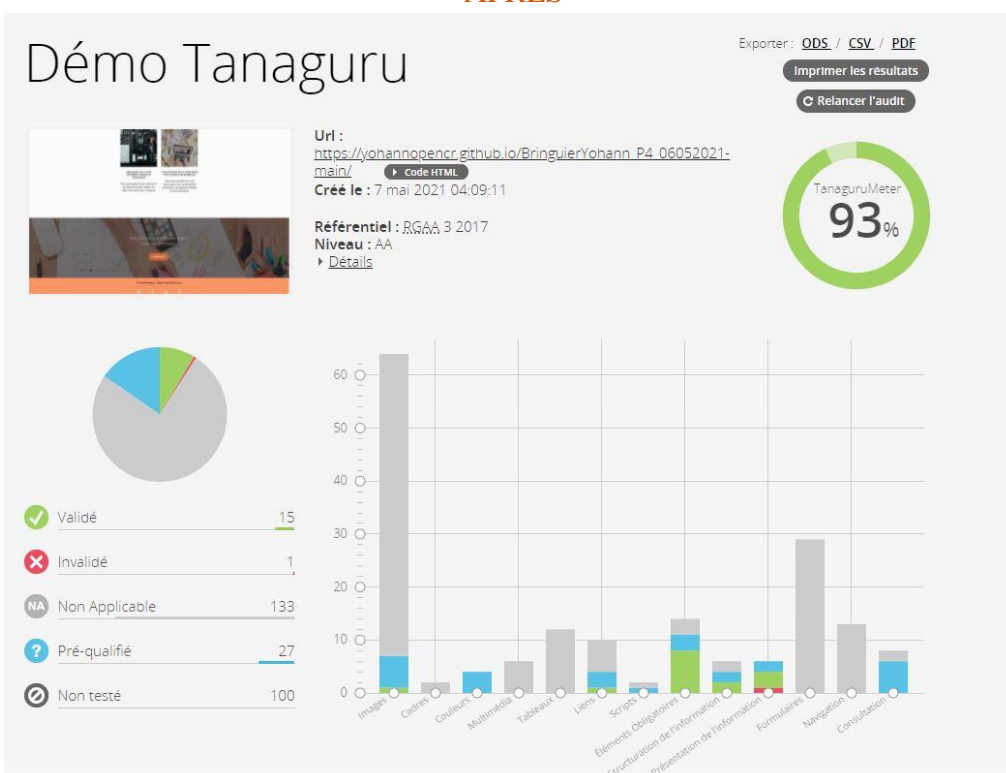 Démo Tanaguru
Exporter : ODS / CSV / PDF
Imprimer les résultats
Relancer l'audit
Url :
https://yohannopencr.github.io/BringuierYohann_P4_06052021-
main/ Code HTML
Créé le : 7 mai 2021 04:09:11
Référentiel : RGAA 3 2017
Niveau : AA
Détails
TanaguruMeter
93%
Validé 15
Invalidé 1
NA Non Applicable 133
? Pré-qualifié 27
Non testé 100
60
50
40
30
20
10
0
Images
Cadres
Couleurs
Multimédia
Tableaux
Liens
Scripts
Éléments Obligatoires
Structuration de l'information
Présentation de l'information
Formulaires
Navigation
Consultation